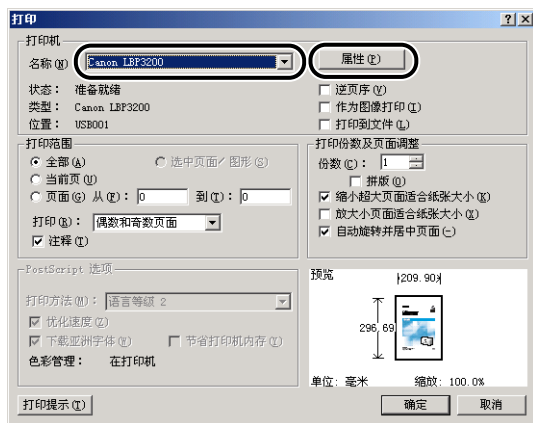 打印
打印机
名称(N) Canon LBP3200 属性(P)
状态： 准备就绪 逆页序(V)
类型： Canon LBP3200 作为图像打印(I)
位置： USB001 打印到文件(L)
打印范围
全部(A) 选中页面/图形(S)
当前页(U)
页面(G) 从(F)： 0 到(T)： 0
打印(R)： 偶数和奇数页面
注释(T)
打印份数及页面调整
份数(C)： 1
拼版(O)
缩小超大页面适合纸张大小(K)
放大小页面适合纸张大小(X)
自动旋转并居中页面(-)
PostScript 选项
打印方法(M)： 语言等级 2
优化速度(Z)
下载亚洲字体(W) 节省打印机内存(Y)
色彩管理： 在打印机
预览
209.90
296.69
单位： 毫米 缩放： 100.0%
打印提示(T) 确定 取消